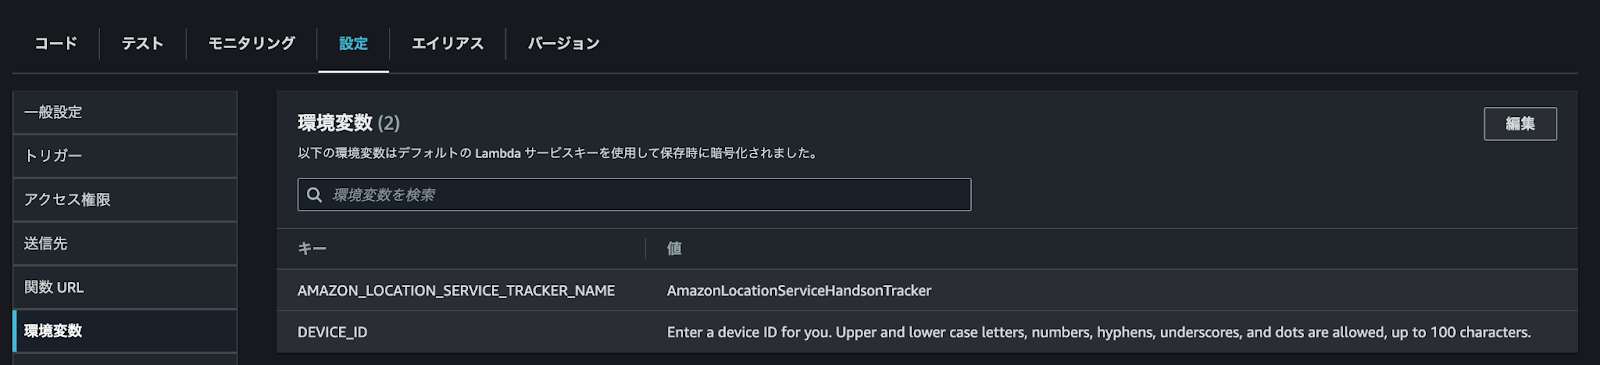 コード テスト モニタリング 設定 エイリアス バージョン
一般設定
トリガー
アクセス権限
送信先
関数 URL
環境変数
環境変数 (2)
編集
以下の環境変数はデフォルトの Lambda サービスキーを使用して保存時に暗号化されました。
環境変数を検索
キー 値
AMAZON_LOCATION_SERVICE_TRACKER_NAME AmazonLocationServiceHandsonTracker
DEVICE_ID Enter a device ID for you. Upper and lower case letters, numbers, hyphens, underscores, and dots are allowed, up to 100 characters.